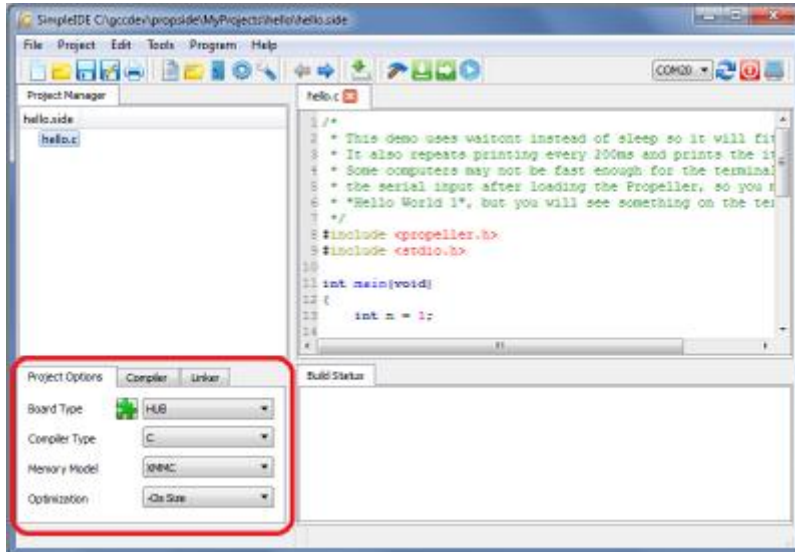 SimpleIDE C:\gccdev\propside\MyProjects\hello\hello.side
File Project Edit Tools Program Help
COM20
Project Manager
hello.c
hello.side
hello.c
1 /*
2 * This demo uses waitcnt instead of sleep so it will fit
3 * It also repeats printing every 200ms and prints the it
4 * Some computers may not be fast enough for the terminal
5 * the serial input after loading the Propeller, so you m
6 * "Hello World 1", but you will see something on the ter
7 */
8 #include <propeller.h>
9 #include <stdio.h>
10
11 int main(void)
12 {
13 int n = 1;
14
Project Options Compiler Linker
Build Status
Board Type HUB
Compiler Type C
Memory Model XMMC
Optimization -Os Size